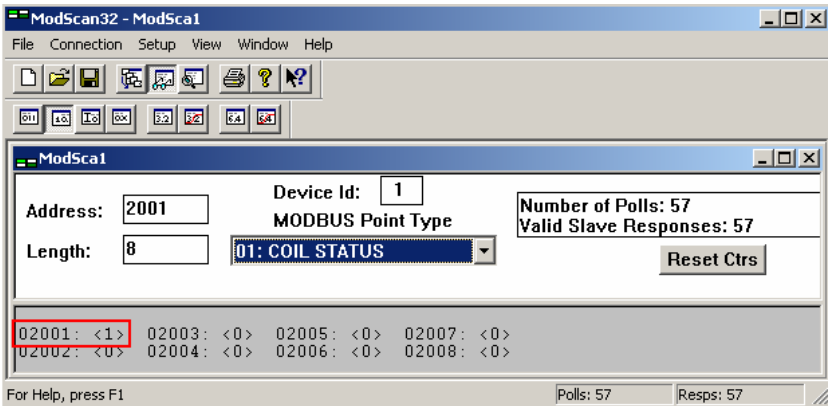 ModScan32 - ModSca1
File Connection Setup View Window Help
ModSca1
Address: 2001
Device Id: 1
MODBUS Point Type
Length: 8
01: COIL STATUS
Number of Polls: 57
Valid Slave Responses: 57
Reset Ctrs
02001: <1> 02003: <0> 02005: <0> 02007: <0>
02002: <0> 02004: <0> 02006: <0> 02008: <0>
For Help, press F1
Polls: 57
Resps: 57